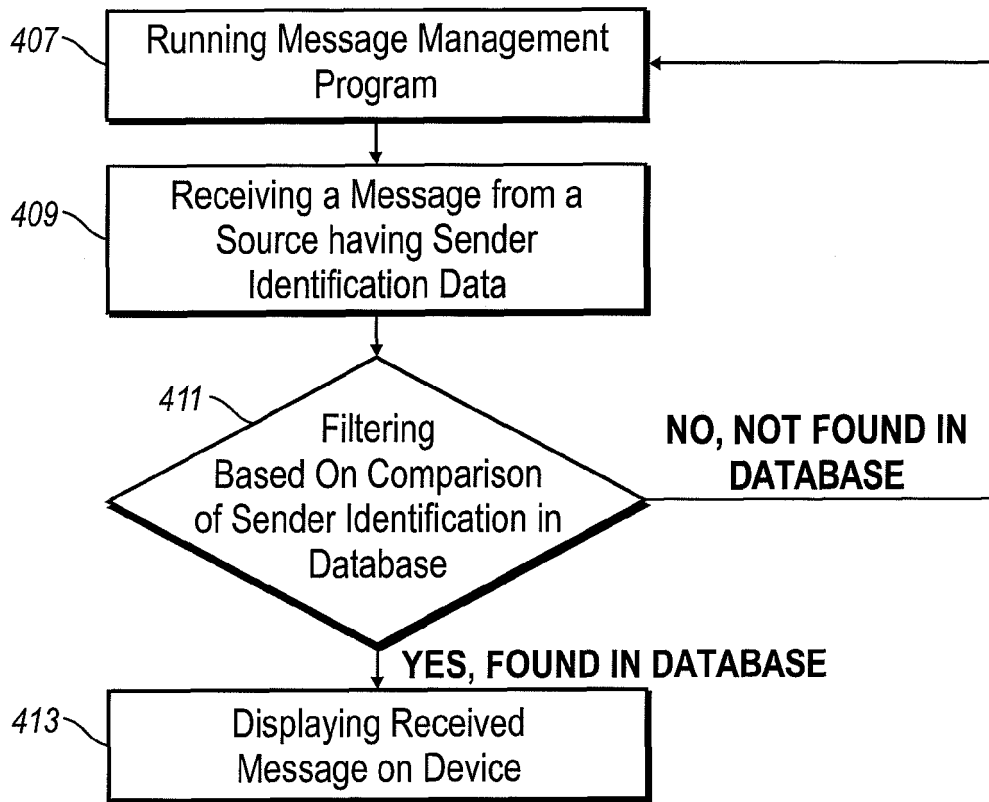 407
Running Message Management
Program
409
Receiving a Message from a
Source having Sender
Identification Data
411
Filtering
Based On Comparison
of Sender Identification in
Database
NO, NOT FOUND IN
DATABASE
YES, FOUND IN DATABASE
413
Displaying Received
Message on Device